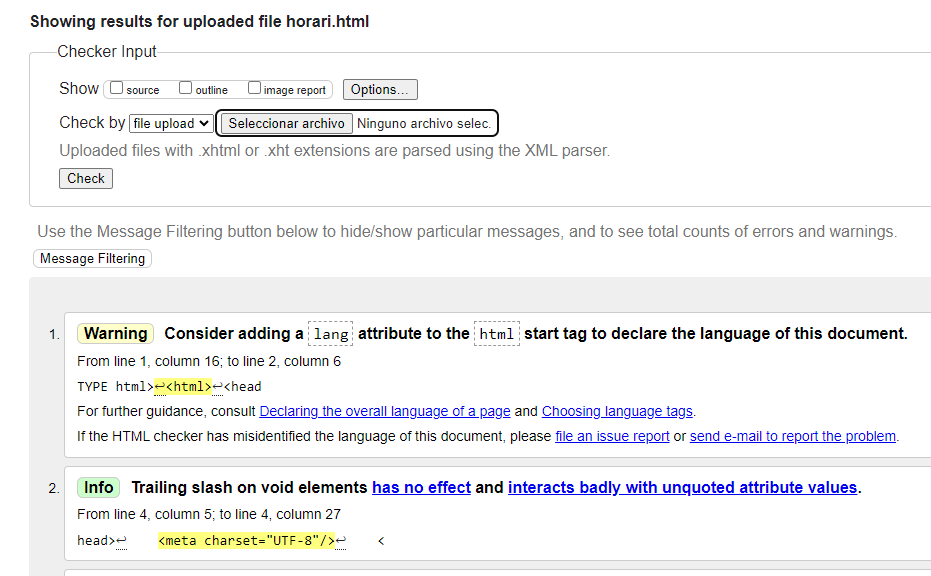 Showing results for uploaded file horari.html
Checker Input
Show source outline image report Options...
Check by file upload Seleccionar archivo Ninguno archivo selec.
Uploaded files with .xhtml or .xht extensions are parsed using the XML parser.
Check
Use the Message Filtering button below to hide/show particular messages, and to see total counts of errors and warnings.
Message Filtering
1. Warning Consider adding a lang attribute to the html start tag to declare the language of this document.
From line 1, column 16; to line 2, column 6
TYPE html>↩<html>↩<head
For further guidance, consult Declaring the overall language of a page and Choosing language tags.
If the HTML checker has misidentified the language of this document, please file an issue report or send e-mail to report the problem.
2. Info Trailing slash on void elements has no effect and interacts badly with unquoted attribute values.
From line 4, column 5; to line 4, column 27
head>↩    <meta charset="UTF-8"/>↩    <